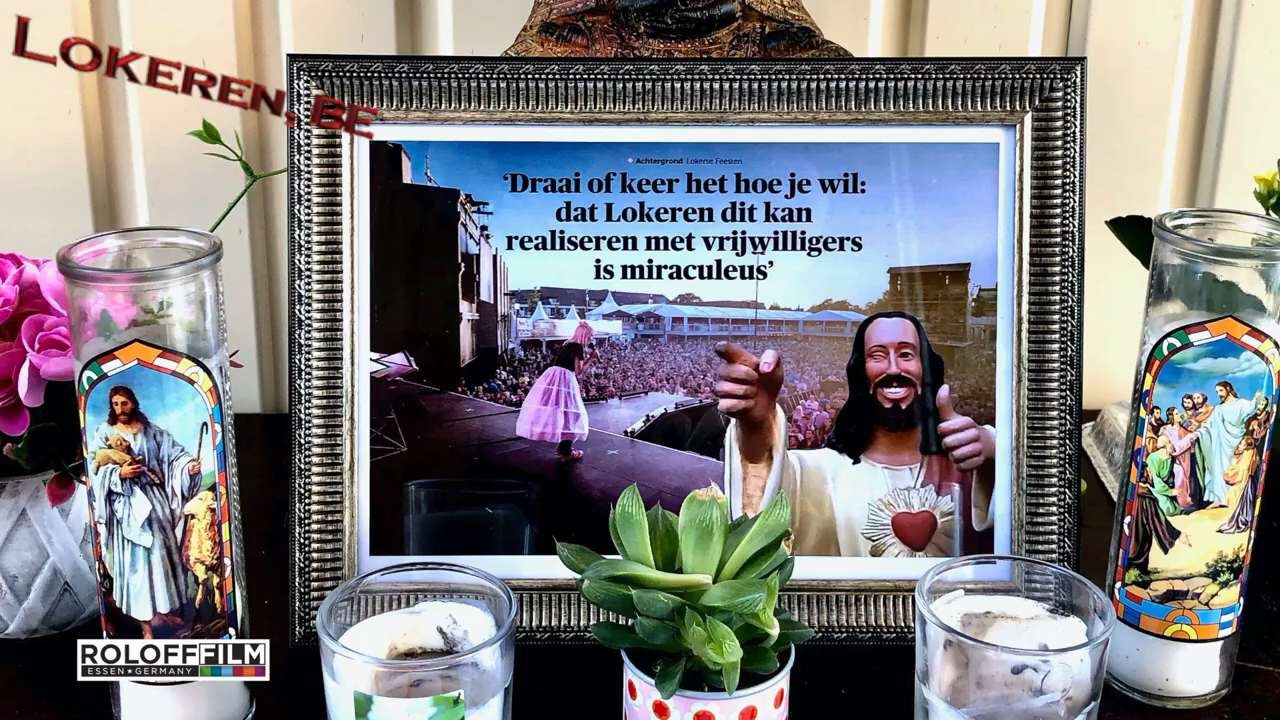 LOKEREN, BE
Achtergrond Lokerse Feesten
‘Draai of keer het hoe je wil:
dat Lokeren dit kan
realiseren met vrijwilligers
is miraculeus’
ROLOFFFILM
ESSEN★GERMANY